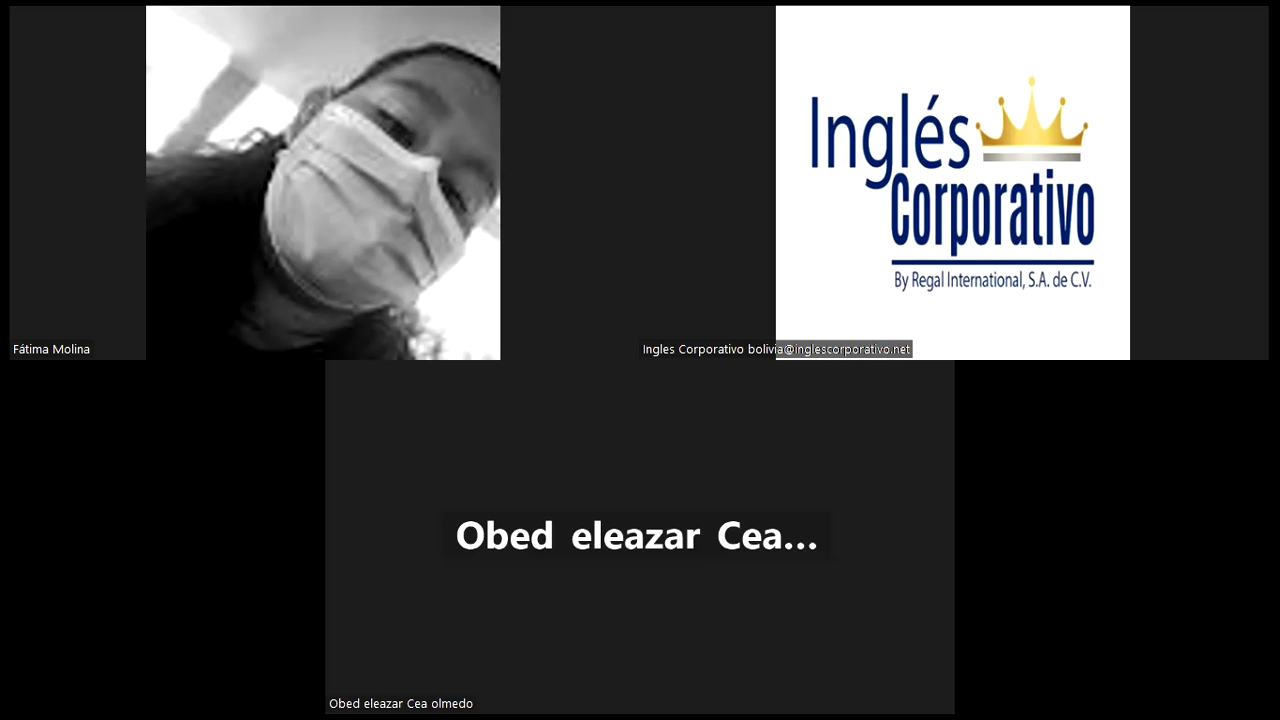 Inglés
Corporativo
By Regal International, S.A. de C.V.
Fátima Molina
Ingles Corporativo bolivia@inglescorporativo.net
Obed eleazar Cea...
Obed eleazar Cea olmedo